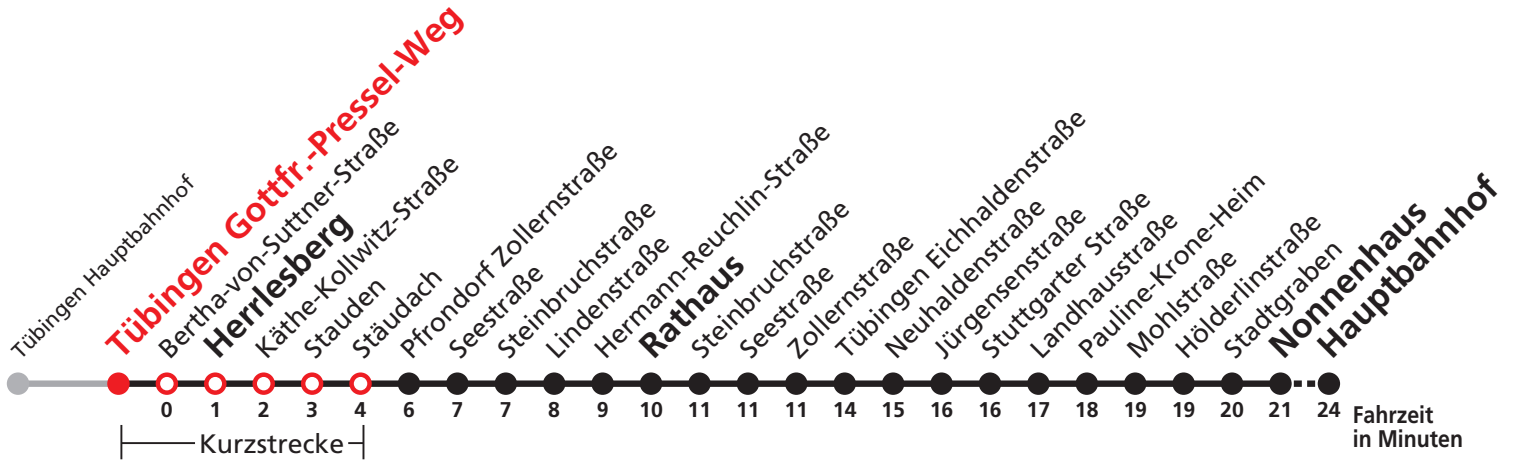 Tübingen Hauptbahnhof
Tübingen Gottfr.-Pressel-Weg
Bertha-von-Suttner-Straße
Herrlesberg
Käthe-Kollwitz-Straße
Stauden
Stäudach
Pfrondorf Zollernstraße
Seestraße
Steinbruchstraße
Lindenstraße
Hermann-Reuchlin-Straße
Rathaus
Steinbruchstraße
Seestraße
Zollernstraße
Tübingen Eichhaldenstraße
Neuhaldenstraße
Jürgensenstraße
Stuttgarter Straße
Landhausstraße
Pauline-Krone-Heim
Mohlstraße
Hölderlinstraße
Stadtgraben
Nonnenhaus
Hauptbahnhof
0 1 2 3 4 6 7 7 8 9 10 11 11 11 14 15 16 16 17 18 19 19 20 21 24 Fahrzeit
in Minuten
Kurzstrecke